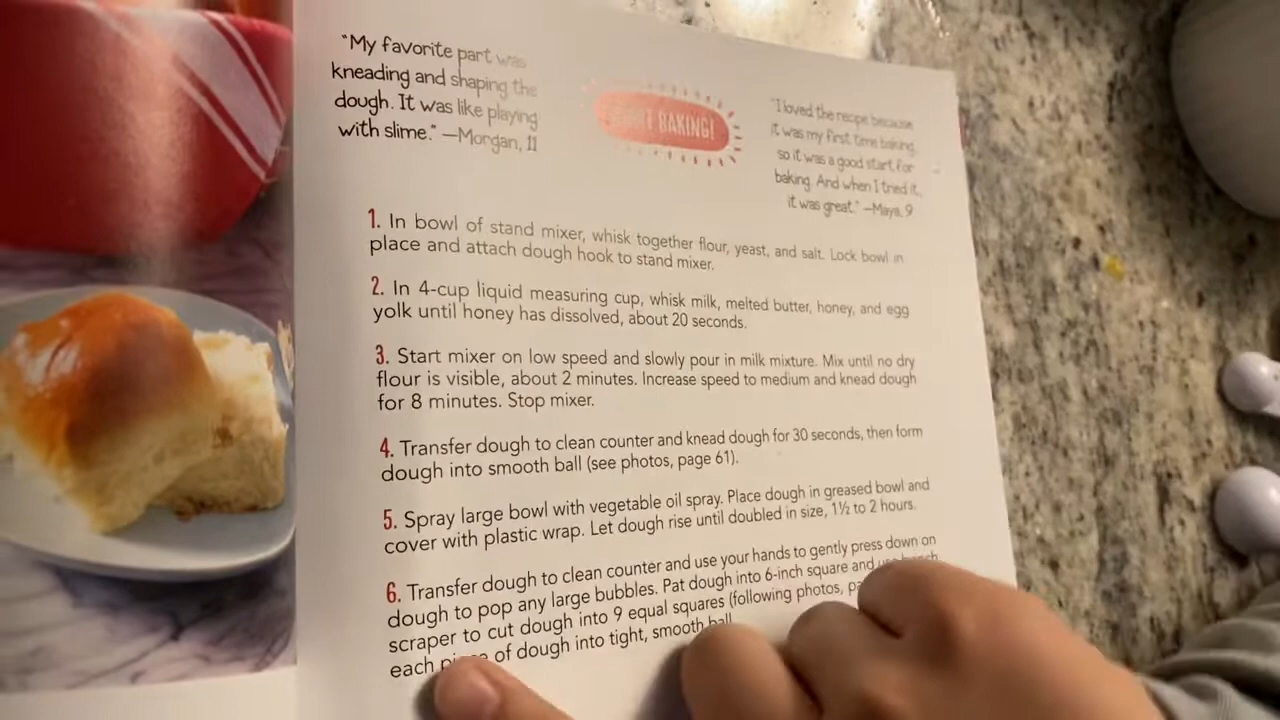 "My favorite part was
kneading and shaping the
dough. It was like playing
with slime." —Morgan, 11
BAKING!
"I loved the recipe because
it was my first time baking,
so it was a good start for
baking. And when I tried it,
it was great." —Maya, 9
1. In bowl of stand mixer, whisk together flour, yeast, and salt. Lock bowl in
place and attach dough hook to stand mixer.
2. In 4-cup liquid measuring cup, whisk milk, melted butter, honey, and egg
yolk until honey has dissolved, about 20 seconds.
3. Start mixer on low speed and slowly pour in milk mixture. Mix until no dry
flour is visible, about 2 minutes. Increase speed to medium and knead dough
for 8 minutes. Stop mixer.
4. Transfer dough to clean counter and knead dough for 30 seconds, then form
dough into smooth ball (see photos, page 61).
5. Spray large bowl with vegetable oil spray. Place dough in greased bowl and
cover with plastic wrap. Let dough rise until doubled in size, 1½ to 2 hours.
6. Transfer dough to clean counter and use your hands to gently press down on
dough to pop any large bubbles. Pat dough into 6-inch square and
scraper to cut dough into 9 equal squares (following photos,
each of dough into tight, smooth ball